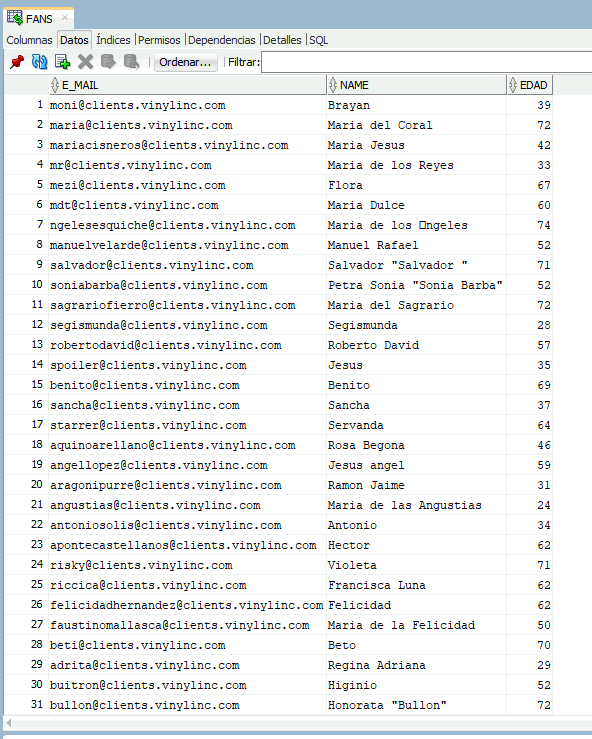 FANS
Columnas Datos Índices Permisos Dependencias Detalles SQL
Ordenar... Filtrar:
E_MAIL NAME EDAD
1 moni@clients.vinylinc.com Brayan 39
2 maria@clients.vinylinc.com Maria del Coral 72
3 mariacisneros@clients.vinylinc.com Maria Jesus 42
4 mr@clients.vinylinc.com Maria de los Reyes 33
5 mezi@clients.vinylinc.com Flora 67
6 mdt@clients.vinylinc.com Maria Dulce 60
7 ngelesesquiche@clients.vinylinc.com Maria de los □ngeles 74
8 manuelvelarde@clients.vinylinc.com Manuel Rafael 52
9 salvador@clients.vinylinc.com Salvador "Salvador " 71
10 soniabarba@clients.vinylinc.com Petra Sonia "Sonia Barba" 52
11 sagrariofierro@clients.vinylinc.com Maria del Sagrario 72
12 segismunda@clients.vinylinc.com Segismunda 28
13 robertodavid@clients.vinylinc.com Roberto David 57
14 spoiler@clients.vinylinc.com Jesus 35
15 benito@clients.vinylinc.com Benito 69
16 sancha@clients.vinylinc.com Sancha 37
17 starrer@clients.vinylinc.com Servanda 64
18 aquinoarellano@clients.vinylinc.com Rosa Begona 46
19 angellopez@clients.vinylinc.com Jesus angel 59
20 aragonipurre@clients.vinylinc.com Ramon Jaime 31
21 angustias@clients.vinylinc.com Maria de las Angustias 24
22 antoniosolis@clients.vinylinc.com Antonio 34
23 apontecastellanos@clients.vinylinc.com Hector 62
24 risky@clients.vinylinc.com Violeta 71
25 riccica@clients.vinylinc.com Francisca Luna 62
26 felicidadhernandez@clients.vinylinc.com Felicidad 62
27 faustinomallasca@clients.vinylinc.com Maria de la Felicidad 50
28 beti@clients.vinylinc.com Beto 70
29 adrita@clients.vinylinc.com Regina Adriana 29
30 buitron@clients.vinylinc.com Higinio 52
31 bullon@clients.vinylinc.com Honorata "Bullon" 72